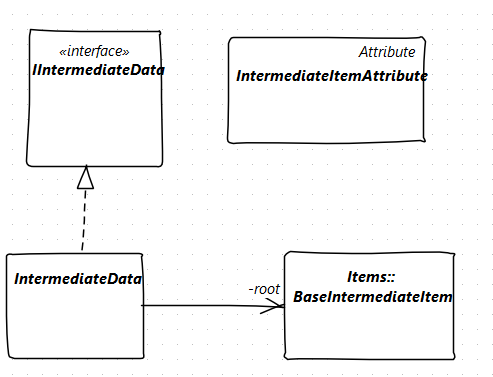 «interface»
IIntermediateData
Attribute
IntermediateItemAttribute
IntermediateData
-root
Items::
BaseIntermediateItem